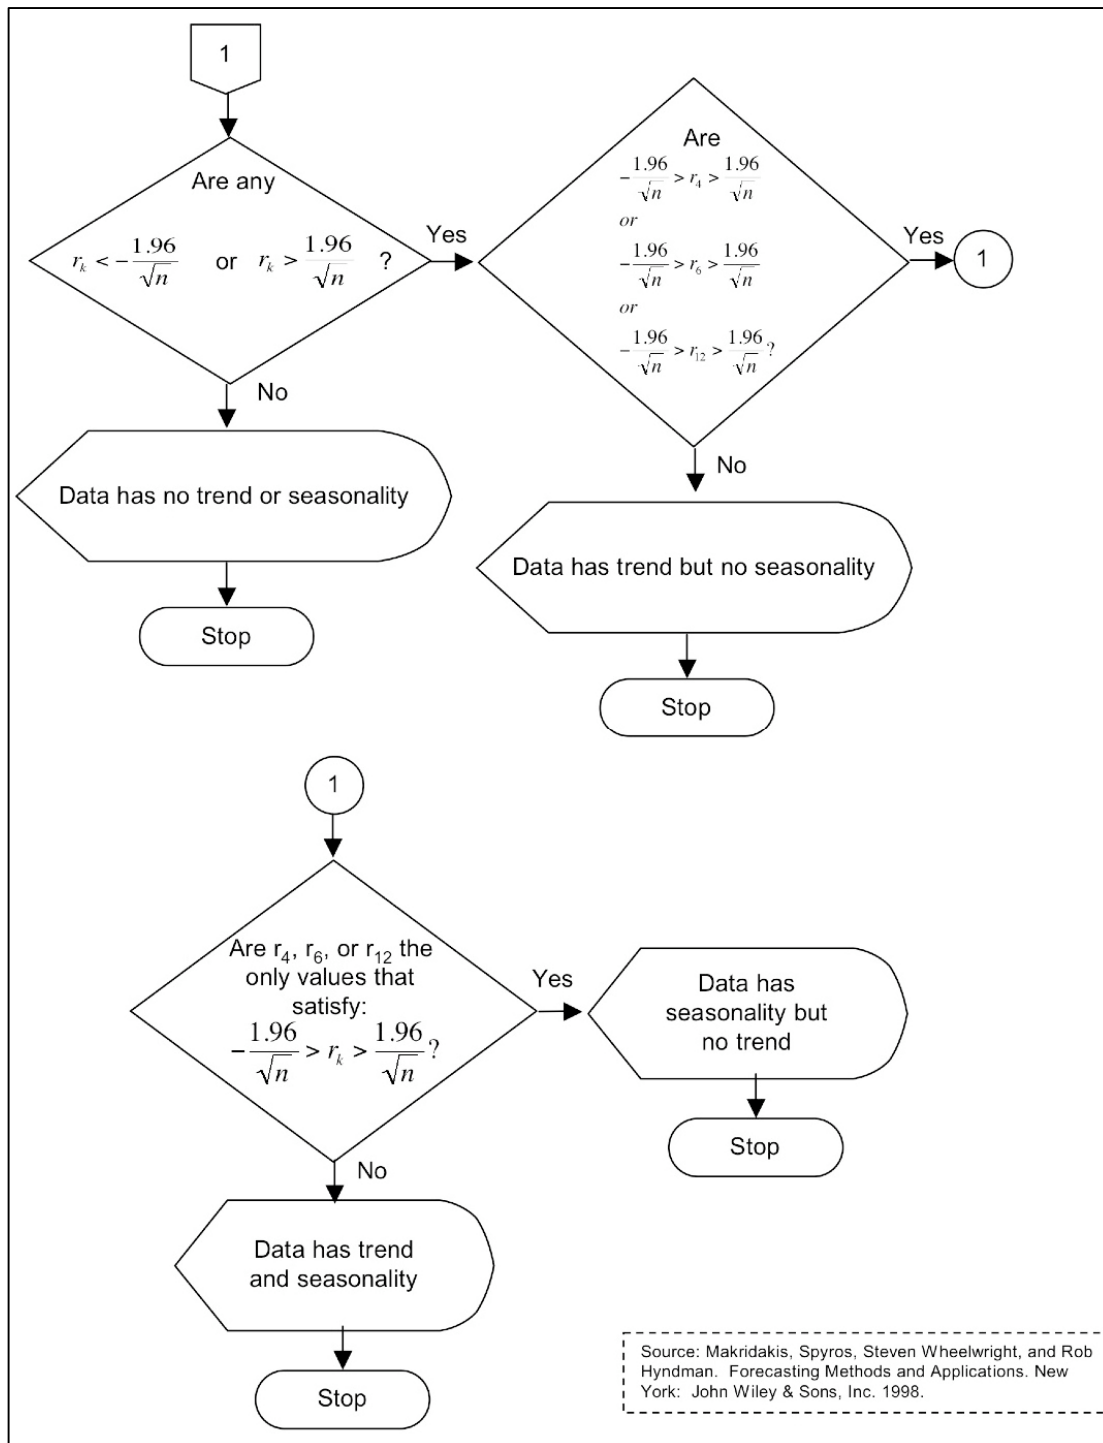 1
Are any
r_k < -1.96/√n or r_k > 1.96/√n ?
Yes
No
Are
-1.96/√n > r_4 > 1.96/√n
or
-1.96/√n > r_6 > 1.96/√n
or
-1.96/√n > r_12 > 1.96/√n ?
Yes
1
No
Data has no trend or seasonality
Stop
Data has trend but no seasonality
Stop
1
Are r_4, r_6, or r_12 the
only values that
satisfy:
-1.96/√n > r_k > 1.96/√n ?
Yes
Data has
seasonality but
no trend
Stop
No
Data has trend
and seasonality
Stop
Source: Makridakis, Spyros, Steven Wheelwright, and Rob
Hyndman. Forecasting Methods and Applications. New
York: John Wiley & Sons, Inc. 1998.